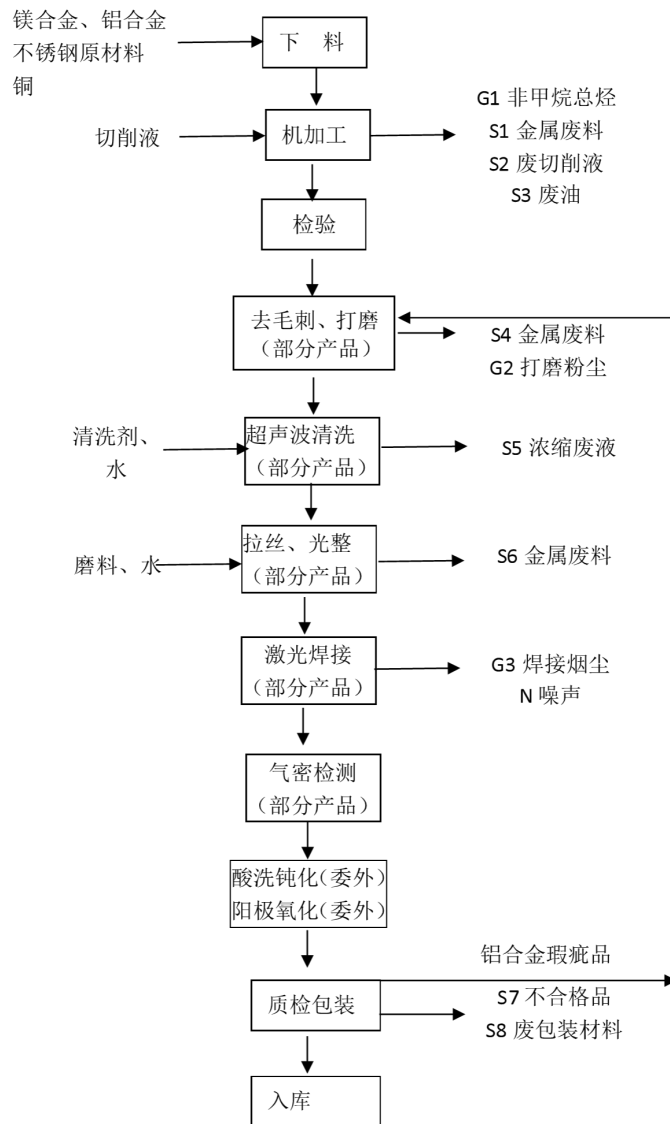 镁合金、铝合金
不锈钢原材料
铜
下 料
切削液
机加工
G1 非甲烷总烃
S1 金属废料
S2 废切削液
S3 废油
检验
去毛刺、打磨
（部分产品）
S4 金属废料
G2 打磨粉尘
清洗剂、
水
超声波清洗
（部分产品）
S5 浓缩废液
磨料、水
拉丝、光整
（部分产品）
S6 金属废料
激光焊接
（部分产品）
G3 焊接烟尘
N 噪声
气密检测
（部分产品）
酸洗钝化（委外）
阳极氧化（委外）
质检包装
铝合金瑕疵品
S7 不合格品
S8 废包装材料
入库